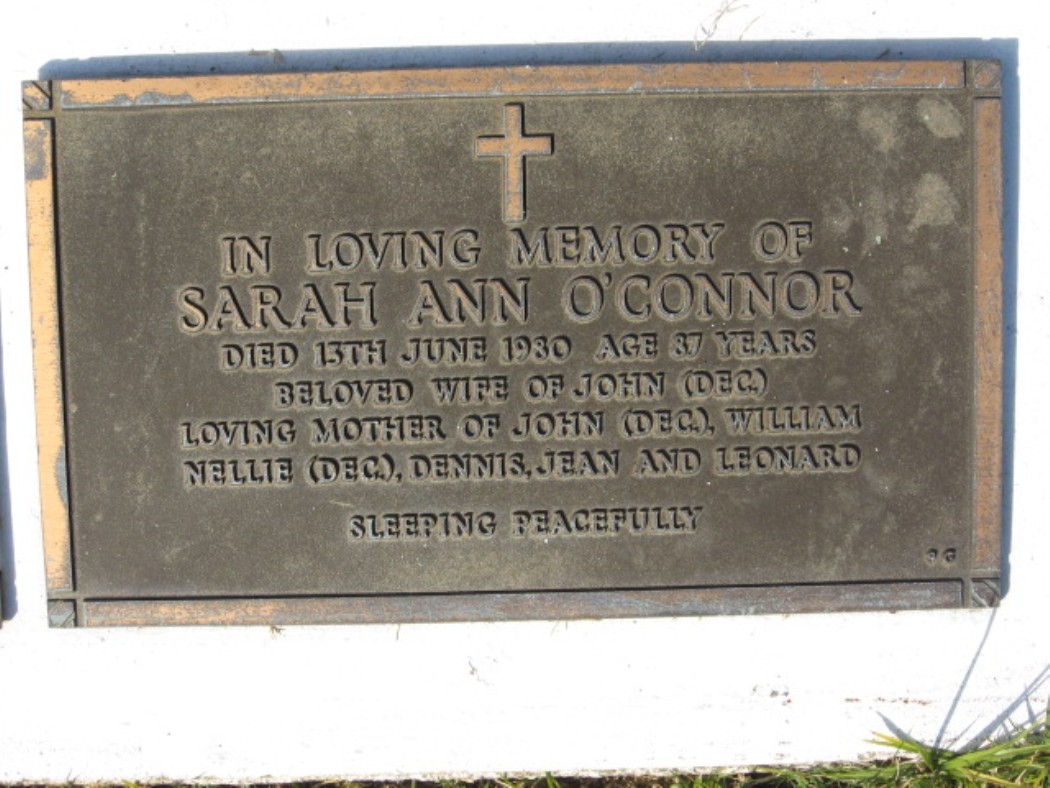 IN LOVING MEMORY OF
SARAH ANN O'CONNOR
DIED 13TH JUNE 1980 AGE 87 YEARS
BELOVED WIFE OF JOHN (DEC.)
LOVING MOTHER OF JOHN (DEC.), WILLIAM
NELLIE (DEC.), DENNIS, JEAN AND LEONARD
SLEEPING PEACEFULLY